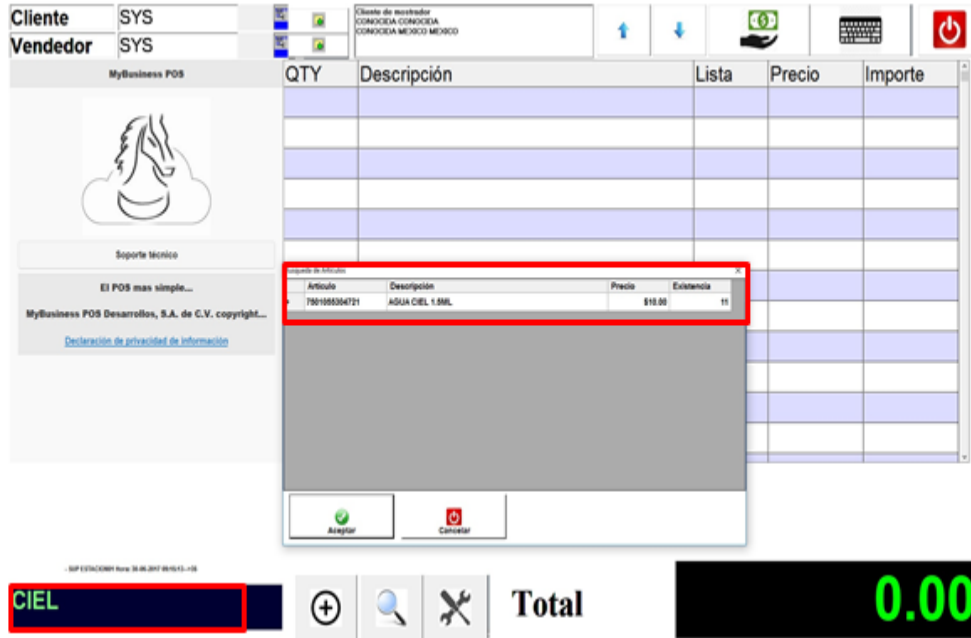 Cliente SYS
Vendedor SYS
Cliente de mostrador
CONOCIDA CONOCIDA
CONOCIDA MEXICO MEXICO
MyBusiness POS
Soporte técnico
El POS mas simple...
MyBusiness POS Desarrollos, S.A. de C.V. copyright...
Declaración de privacidad de información
QTY Descripción Lista Precio Importe
Búsqueda de Artículos
Artículo Descripción Precio Existencia
7501055304721 AGUA CIEL 1.5ML $10.00 11
Aceptar Cancelar
CIEL
Total 0.00